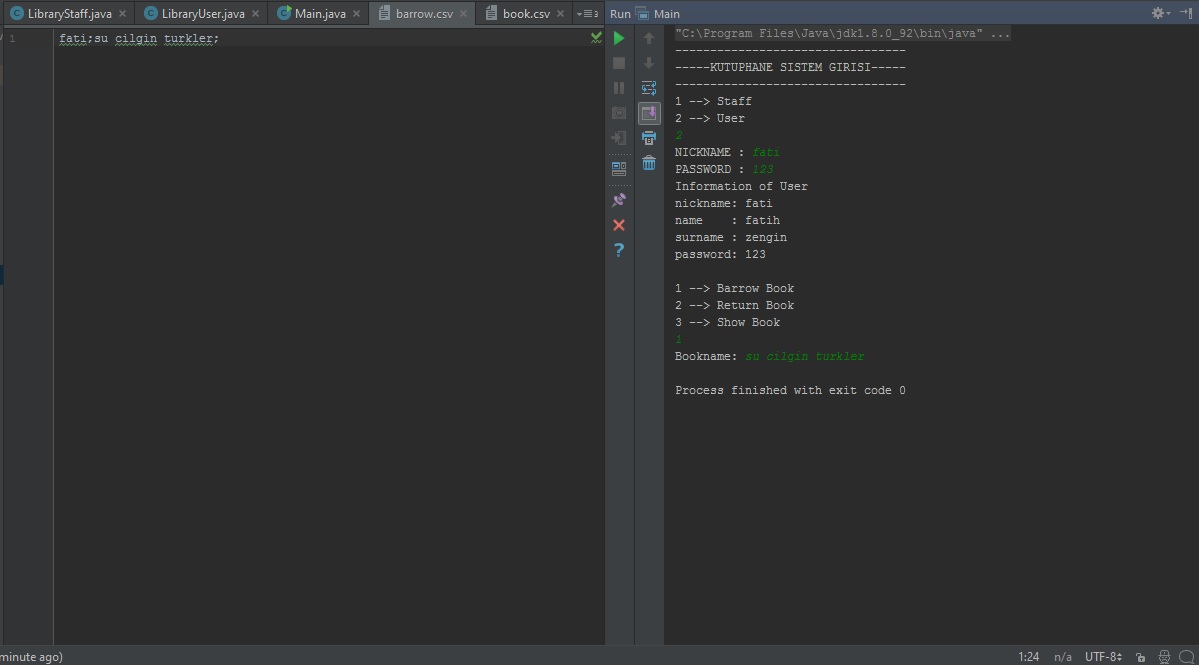 LibraryStaff.java LibraryUser.java Main.java barrow.csv book.csv
1 fati;su cilgin turkler;
Run Main
"C:\Program Files\Java\jdk1.8.0_92\bin\java" ...
---------------------------------
-----KUTUPHANE SISTEM GIRISI-----
---------------------------------
1 --> Staff
2 --> User
2
NICKNAME : fati
PASSWORD : 123
Information of User
nickname: fati
name    : fatih
surname : zengin
password: 123
1 --> Barrow Book
2 --> Return Book
3 --> Show Book
1
Bookname: su cilgin turkler
Process finished with exit code 0
minute ago) 1:24 n/a UTF-8